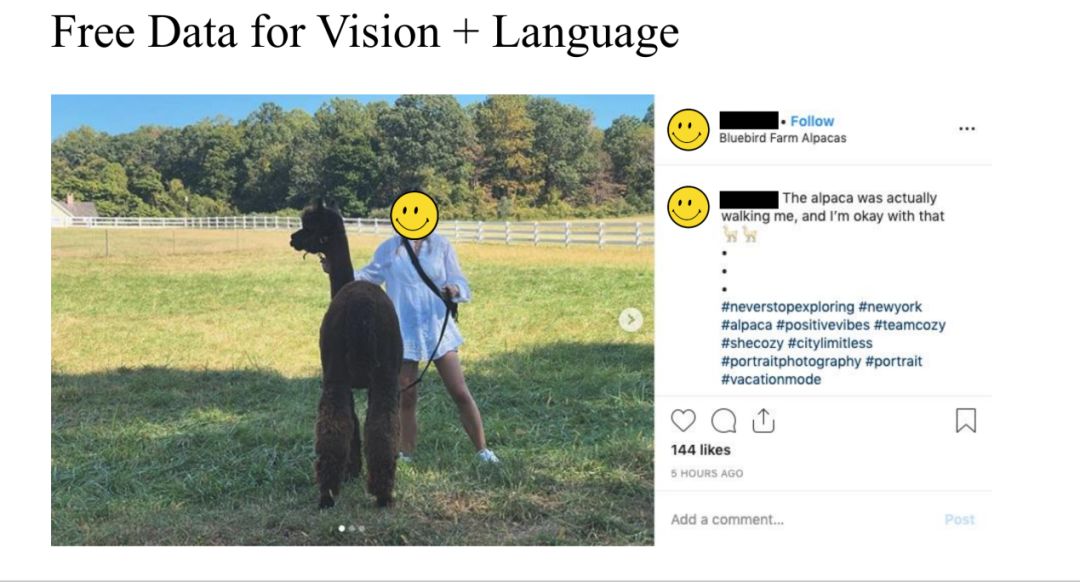 Free Data for Vision + Language
• Follow
Bluebird Farm Alpacas
The alpaca was actually
walking me, and I'm okay with that
🦙 🦙
•
•
•
#neverstopexploring #newyork
#alpaca #positivevibes #teamcozy
#shecozy #citylimitless
#portraitphotography #portrait
#vacationmode
144 likes
5 HOURS AGO
Add a comment... Post